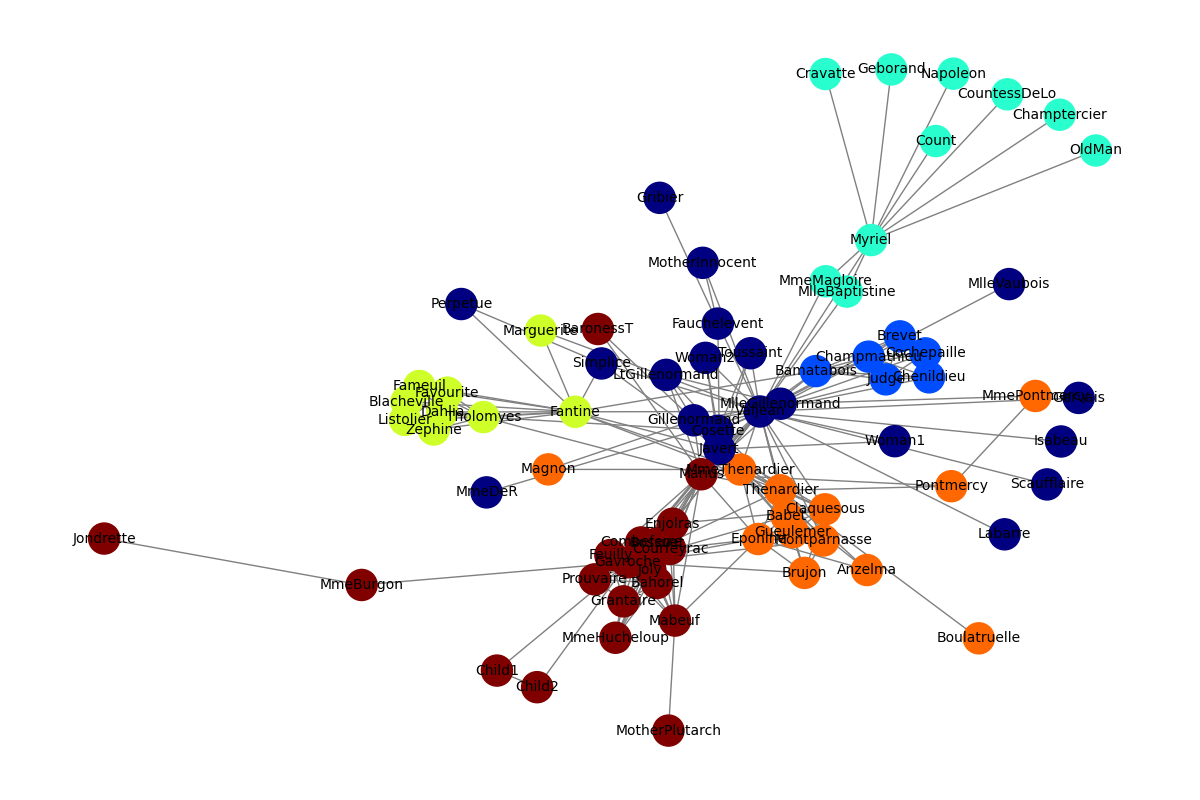 Cravatte
Geborand
Napoleon
CountessDeLo
Champtercier
Count
OldMan
Gribier
Myriel
MotherInnocent
MmeMagloire
MlleBaptistine
MlleVaubois
Perpetue
Marguerite
BaronessT
Fauchelevent
Brevet
Simplice
Woman2
Toussaint
Champmathieu
Cochepaille
LtGillenormand
Bamatabois
Judge
Chenildieu
Fameuil
Favourite
Blacheville
Dahlia
Listolier
Zephine
Tholomyes
Fantine
Gillenormand
MlleGillenormand
Valjean
MmePontmercy
Gervais
Cosette
Javert
Woman1
Isabeau
Magnon
Marius
MmeThenardier
MmeDeR
Thenardier
Pontmercy
Scaufflaire
Claquesous
Babet
Gueulemer
Enjolras
Labarre
Jondrette
Combeferre
Bossuet
Courfeyrac
Eponine
Montparnasse
Feuilly
Gavroche
Joly
Brujon
Anzelma
MmeBurgon
Prouvaire
Bahorel
Grantaire
Mabeuf
MmeHucheloup
Boulatruelle
Child1
Child2
MotherPlutarch